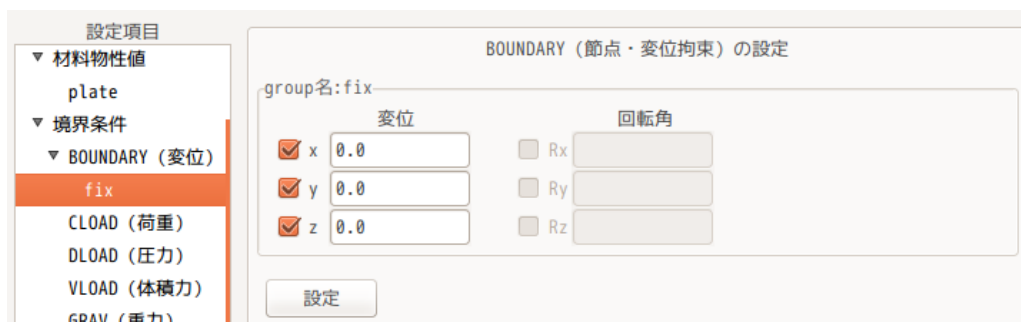 設定項目
▼ 材料物性値
plate
▼ 境界条件
▼ BOUNDARY (変位)
fix
CLOAD (荷重)
DLOAD (圧力)
VLOAD (体積力)
GRAV (重力)
BOUNDARY (節点・変位拘束) の設定
group名:fix
変位 回転角
x 0.0 Rx
y 0.0 Ry
z 0.0 Rz
設定